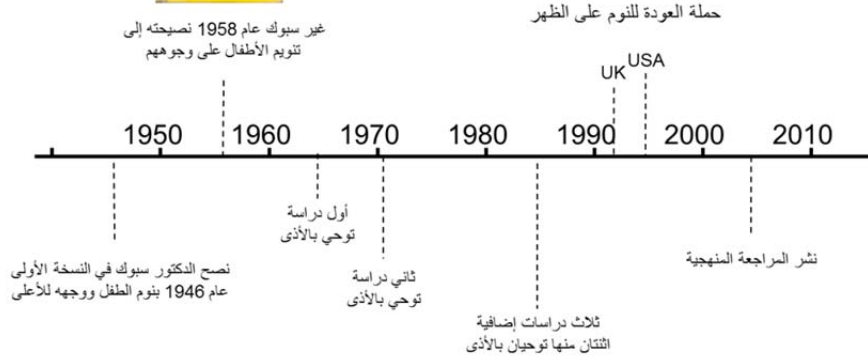 حملة العودة للنوم على الظهر
غير سبوك عام 1958 نصيحته إلى
تنويم الأطفال على وجوههم
UK
USA
1950
1960
1970
1980
1990
2000
2010
أول دراسة
توحي بالأذى
نصح الدكتور سبوك في النسخة الأولى
عام 1946 بنوم الطفل ووجهه للأعلى
ثاني دراسة
توحي بالأذى
ثلاث دراسات إضافية
اثنتان منها توحيان بالأذى
نشر المراجعة المنهجية